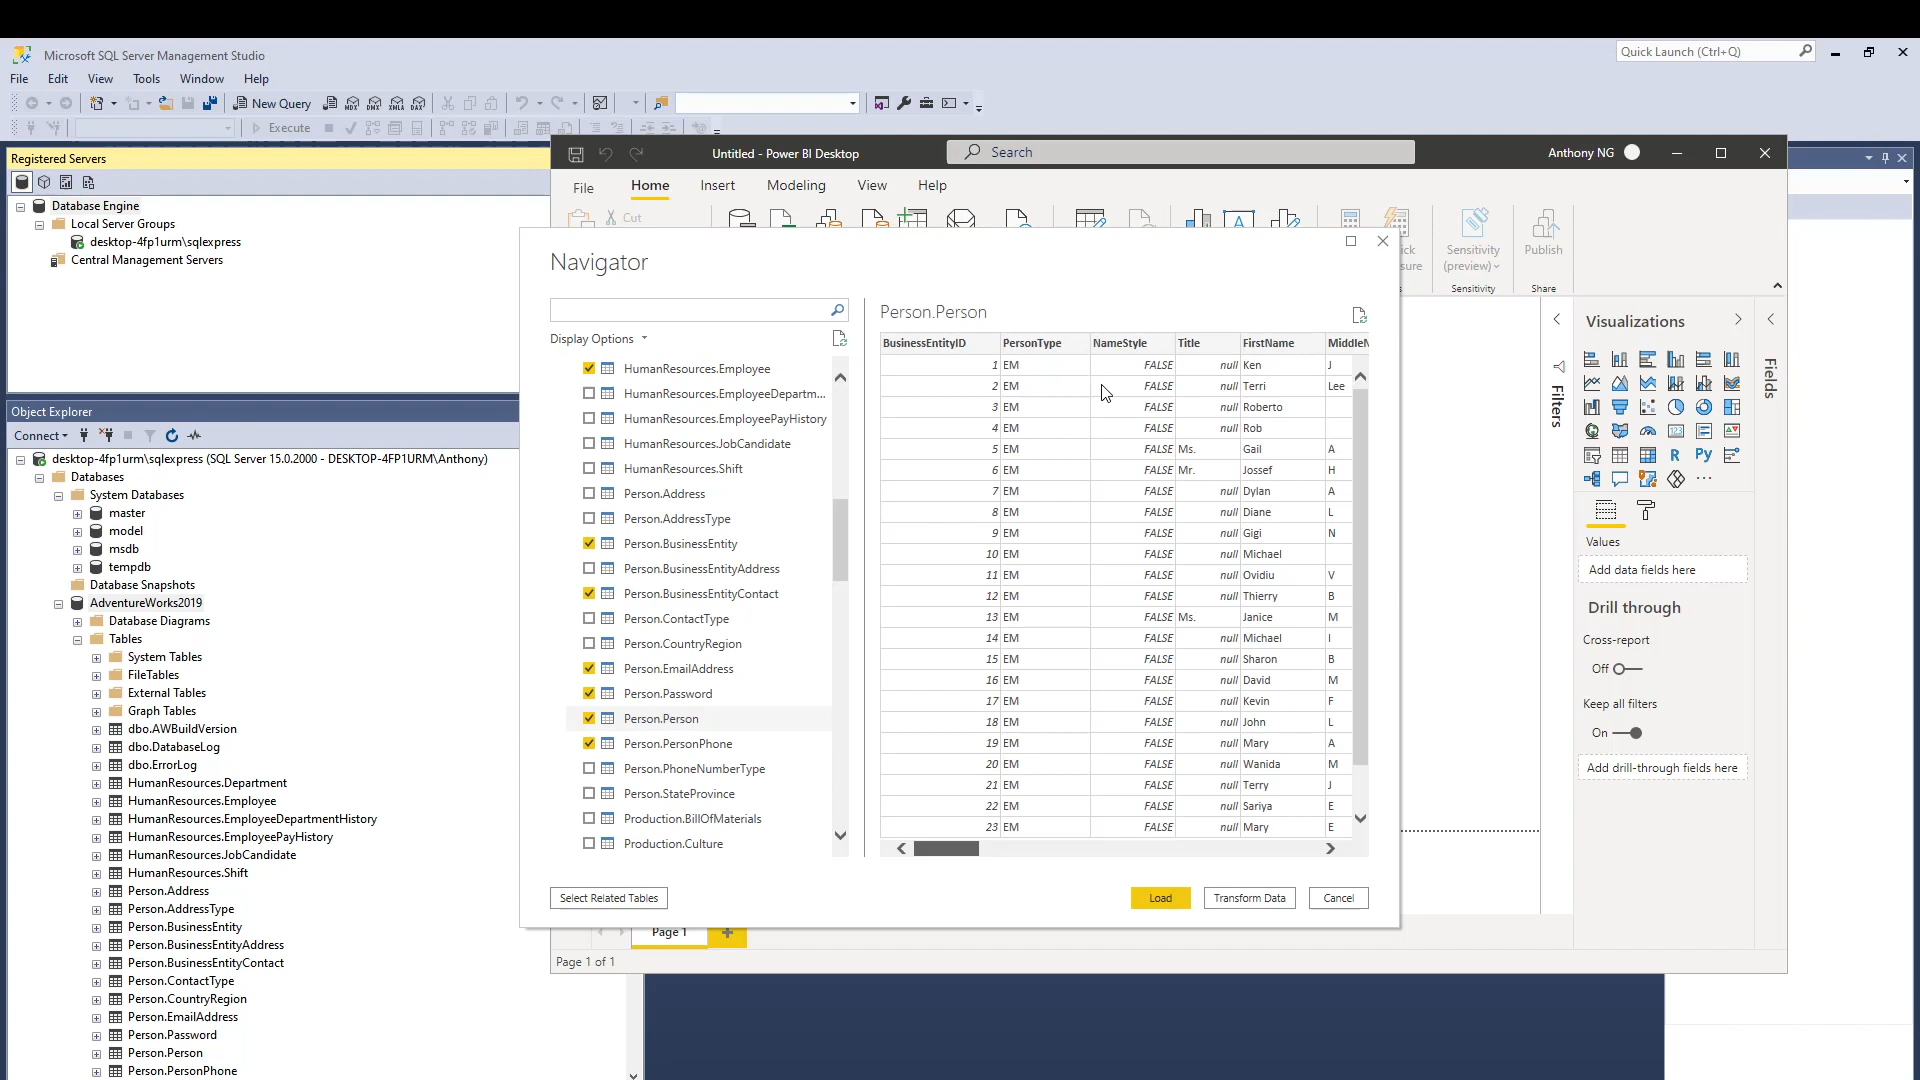 Microsoft SQL Server Management Studio
Quick Launch (Ctrl+Q)
File Edit View Tools Window Help
New Query
MDX DMX XMLA DAX
Execute
Registered Servers
Database Engine
Local Server Groups
desktop-4fp1urm\sqlexpress
Central Management Servers
Object Explorer
Connect
desktop-4fp1urm\sqlexpress (SQL Server 15.0.2000 - DESKTOP-4FP1URM\Anthony)
Databases
System Databases
master
model
msdb
tempdb
Database Snapshots
AdventureWorks2019
Database Diagrams
Tables
System Tables
FileTables
External Tables
Graph Tables
dbo.AWBuildVersion
dbo.DatabaseLog
dbo.ErrorLog
HumanResources.Department
HumanResources.Employee
HumanResources.EmployeeDepartmentHistory
HumanResources.EmployeePayHistory
HumanResources.JobCandidate
HumanResources.Shift
Person.Address
Person.AddressType
Person.BusinessEntity
Person.BusinessEntityAddress
Person.BusinessEntityContact
Person.ContactType
Person.CountryRegion
Person.EmailAddress
Person.Password
Person.Person
Person.PersonPhone
Untitled - Power BI Desktop
Search
Anthony NG
File Home Insert Modeling View Help
Cut
Sensitivity
(preview)
Sensitivity
Publish
Share
Navigator
Display Options
HumanResources.Employee
HumanResources.EmployeeDepartm...
HumanResources.EmployeePayHistory
HumanResources.JobCandidate
HumanResources.Shift
Person.Address
Person.AddressType
Person.BusinessEntity
Person.BusinessEntityAddress
Person.BusinessEntityContact
Person.ContactType
Person.CountryRegion
Person.EmailAddress
Person.Password
Person.Person
Person.PersonPhone
Person.PhoneNumberType
Person.StateProvince
Production.BillOfMaterials
Production.Culture
Select Related Tables
Person.Person
BusinessEntityID PersonType NameStyle Title FirstName MiddleN
1 EM FALSE null Ken J
2 EM FALSE null Terri Lee
3 EM FALSE null Roberto
4 EM FALSE null Rob
5 EM FALSE Ms. Gail A
6 EM FALSE Mr. Jossef H
7 EM FALSE null Dylan A
8 EM FALSE null Diane L
9 EM FALSE null Gigi N
10 EM FALSE null Michael
11 EM FALSE null Ovidiu V
12 EM FALSE null Thierry B
13 EM FALSE Ms. Janice M
14 EM FALSE null Michael I
15 EM FALSE null Sharon B
16 EM FALSE null David M
17 EM FALSE null Kevin F
18 EM FALSE null John L
19 EM FALSE null Mary A
20 EM FALSE null Wanida M
21 EM FALSE null Terry J
22 EM FALSE null Sariya E
23 EM FALSE null Mary E
Load
Transform Data
Cancel
Page 1
Page 1 of 1
Filters
Visualizations
R Py
Values
Add data fields here
Drill through
Cross-report
Off
Keep all filters
On
Add drill-through fields here
Fields